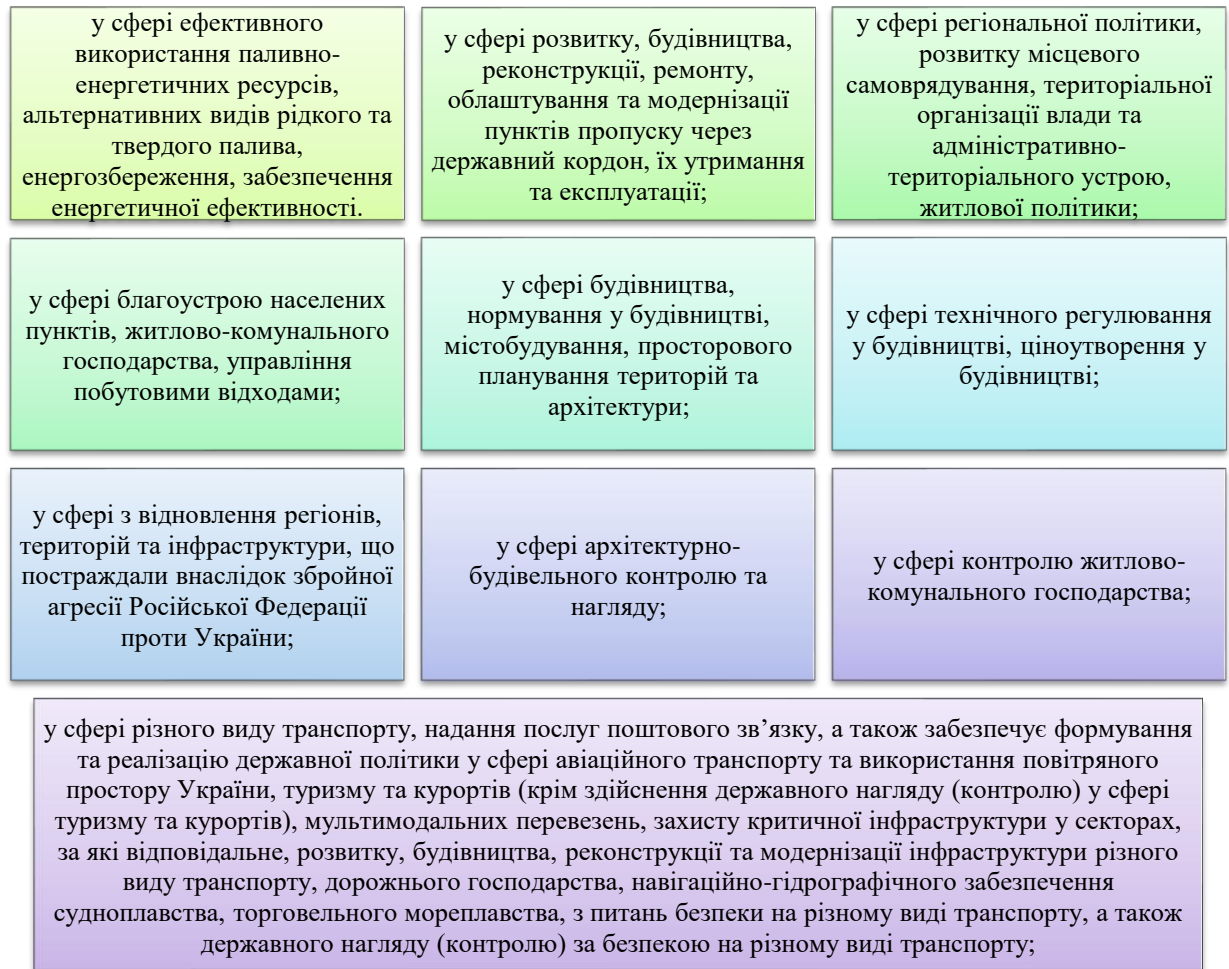 у сфері ефективного
використання паливно-
енергетичних ресурсів,
альтернативних видів рідкого та
твердого палива,
енергозбереження, забезпечення
енергетичної ефективності.
у сфері розвитку, будівництва,
реконструкції, ремонту,
облаштування та модернізації
пунктів пропуску через
державний кордон, їх утримання
та експлуатації;
у сфері регіональної політики,
розвитку місцевого
самоврядування, територіальної
організації влади та
адміністративно-
територіального устрою,
житлової політики;
у сфері благоустрою населених
пунктів, житлово-комунального
господарства, управління
побутовими відходами;
у сфері будівництва,
нормування у будівництві,
містобудування, просторового
планування територій та
архітектури;
у сфері технічного регулювання
у будівництві, ціноутворення у
будівництві;
у сфері з відновлення регіонів,
територій та інфраструктури, що
постраждали внаслідок збройної
агресії Російської Федерації
проти України;
у сфері архітектурно-
будівельного контролю та
нагляду;
у сфері контролю житлово-
комунального господарства;
у сфері різного виду транспорту, надання послуг поштового зв’язку, а також забезпечує формування
та реалізацію державної політики у сфері авіаційного транспорту та використання повітряного
простору України, туризму та курортів (крім здійснення державного нагляду (контролю) у сфері
туризму та курортів), мультимодальних перевезень, захисту критичної інфраструктури у секторах,
за які відповідальне, розвитку, будівництва, реконструкції та модернізації інфраструктури різного
виду транспорту, дорожнього господарства, навігаційно-гідрографічного забезпечення
судноплавства, торговельного мореплавства, з питань безпеки на різному виді транспорту, а також
державного нагляду (контролю) за безпекою на різному виді транспорту;